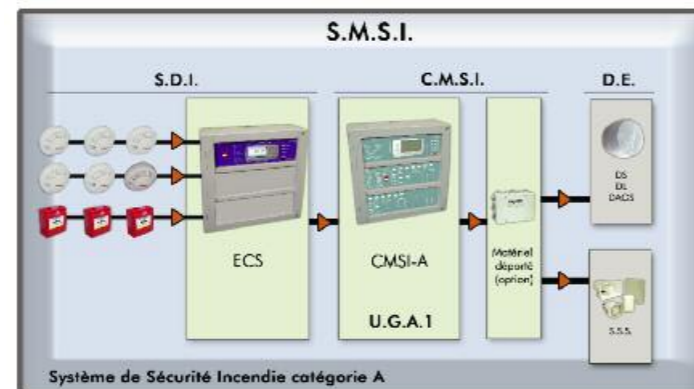 S.M.S.I.
S.D.I.
C.M.S.I.
D.E.
ECS
CMSI-A
U.G.A.1
Matériel
déporté
(option)
DS
DL
DAGS
S.S.S.
Système de Sécurité Incendie catégorie A